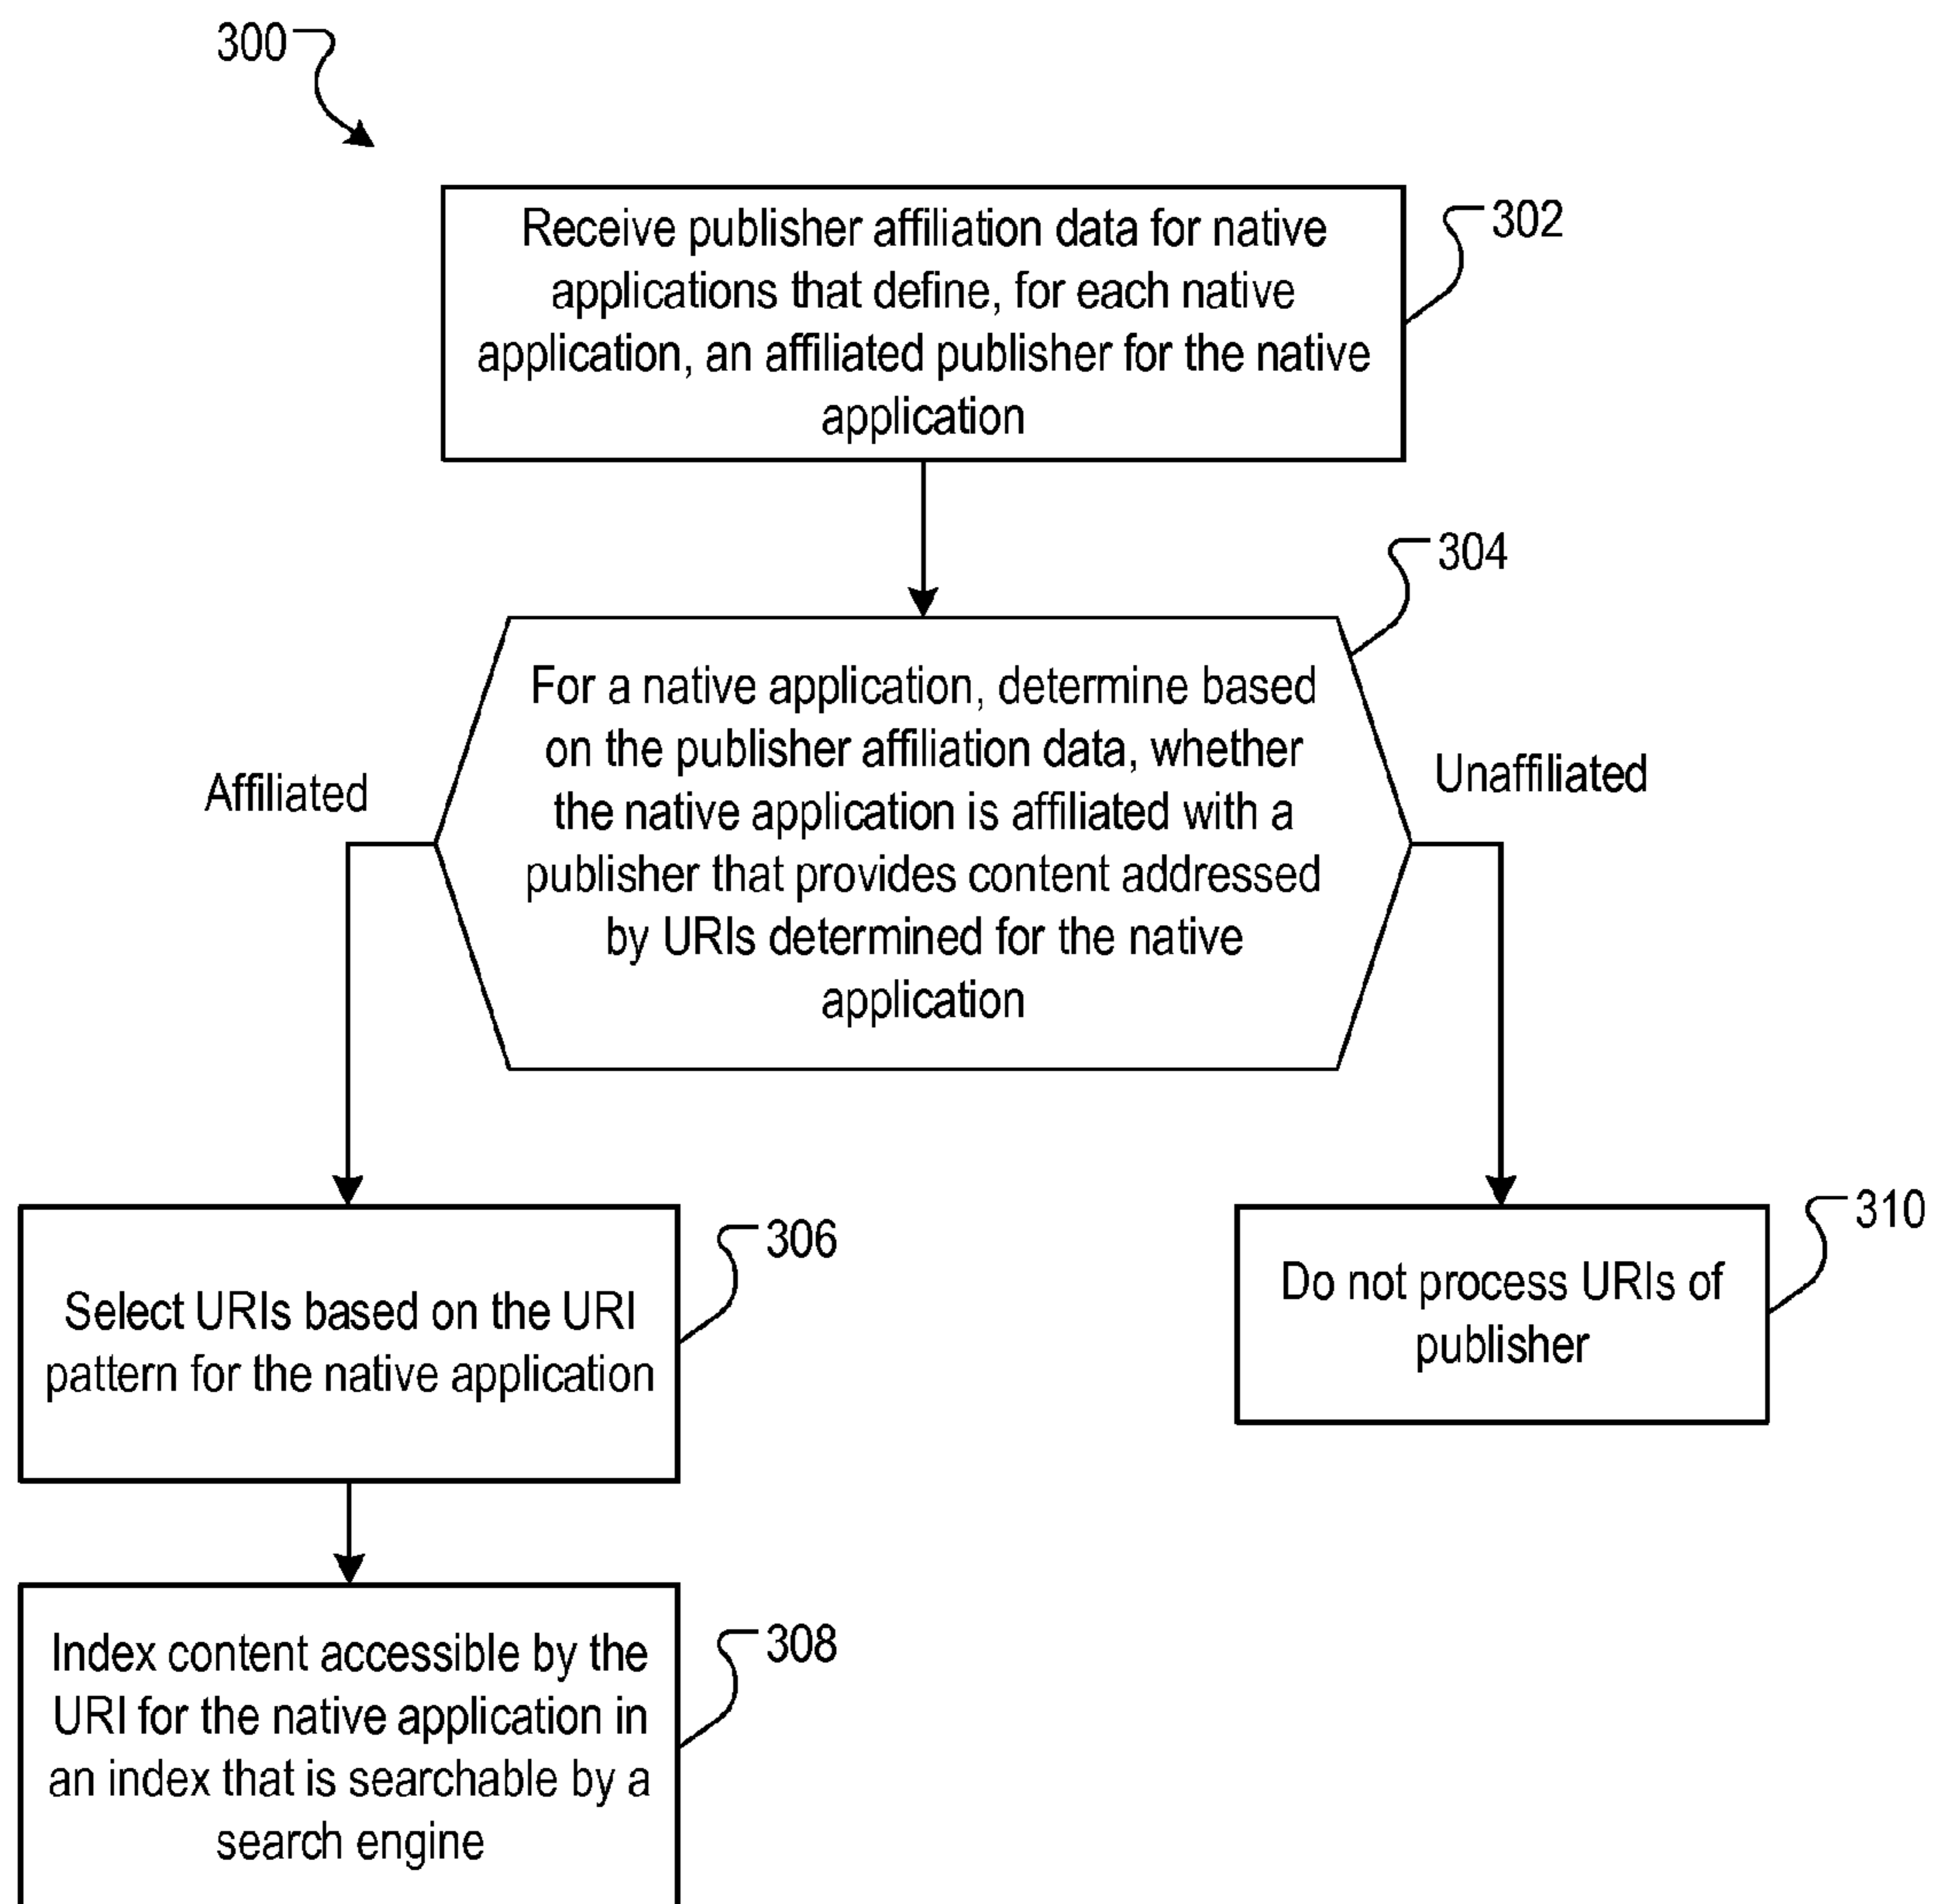 300
Receive publisher affiliation data for native
applications that define, for each native
application, an affiliated publisher for the native
application
302
304
For a native application, determine based
on the publisher affiliation data, whether
the native application is affiliated with a
publisher that provides content addressed
by URIs determined for the native
application
Affiliated
Unaffiliated
Select URIs based on the URI
pattern for the native application
306
Do not process URIs of
publisher
310
Index content accessible by the
URI for the native application in
an index that is searchable by a
search engine
308